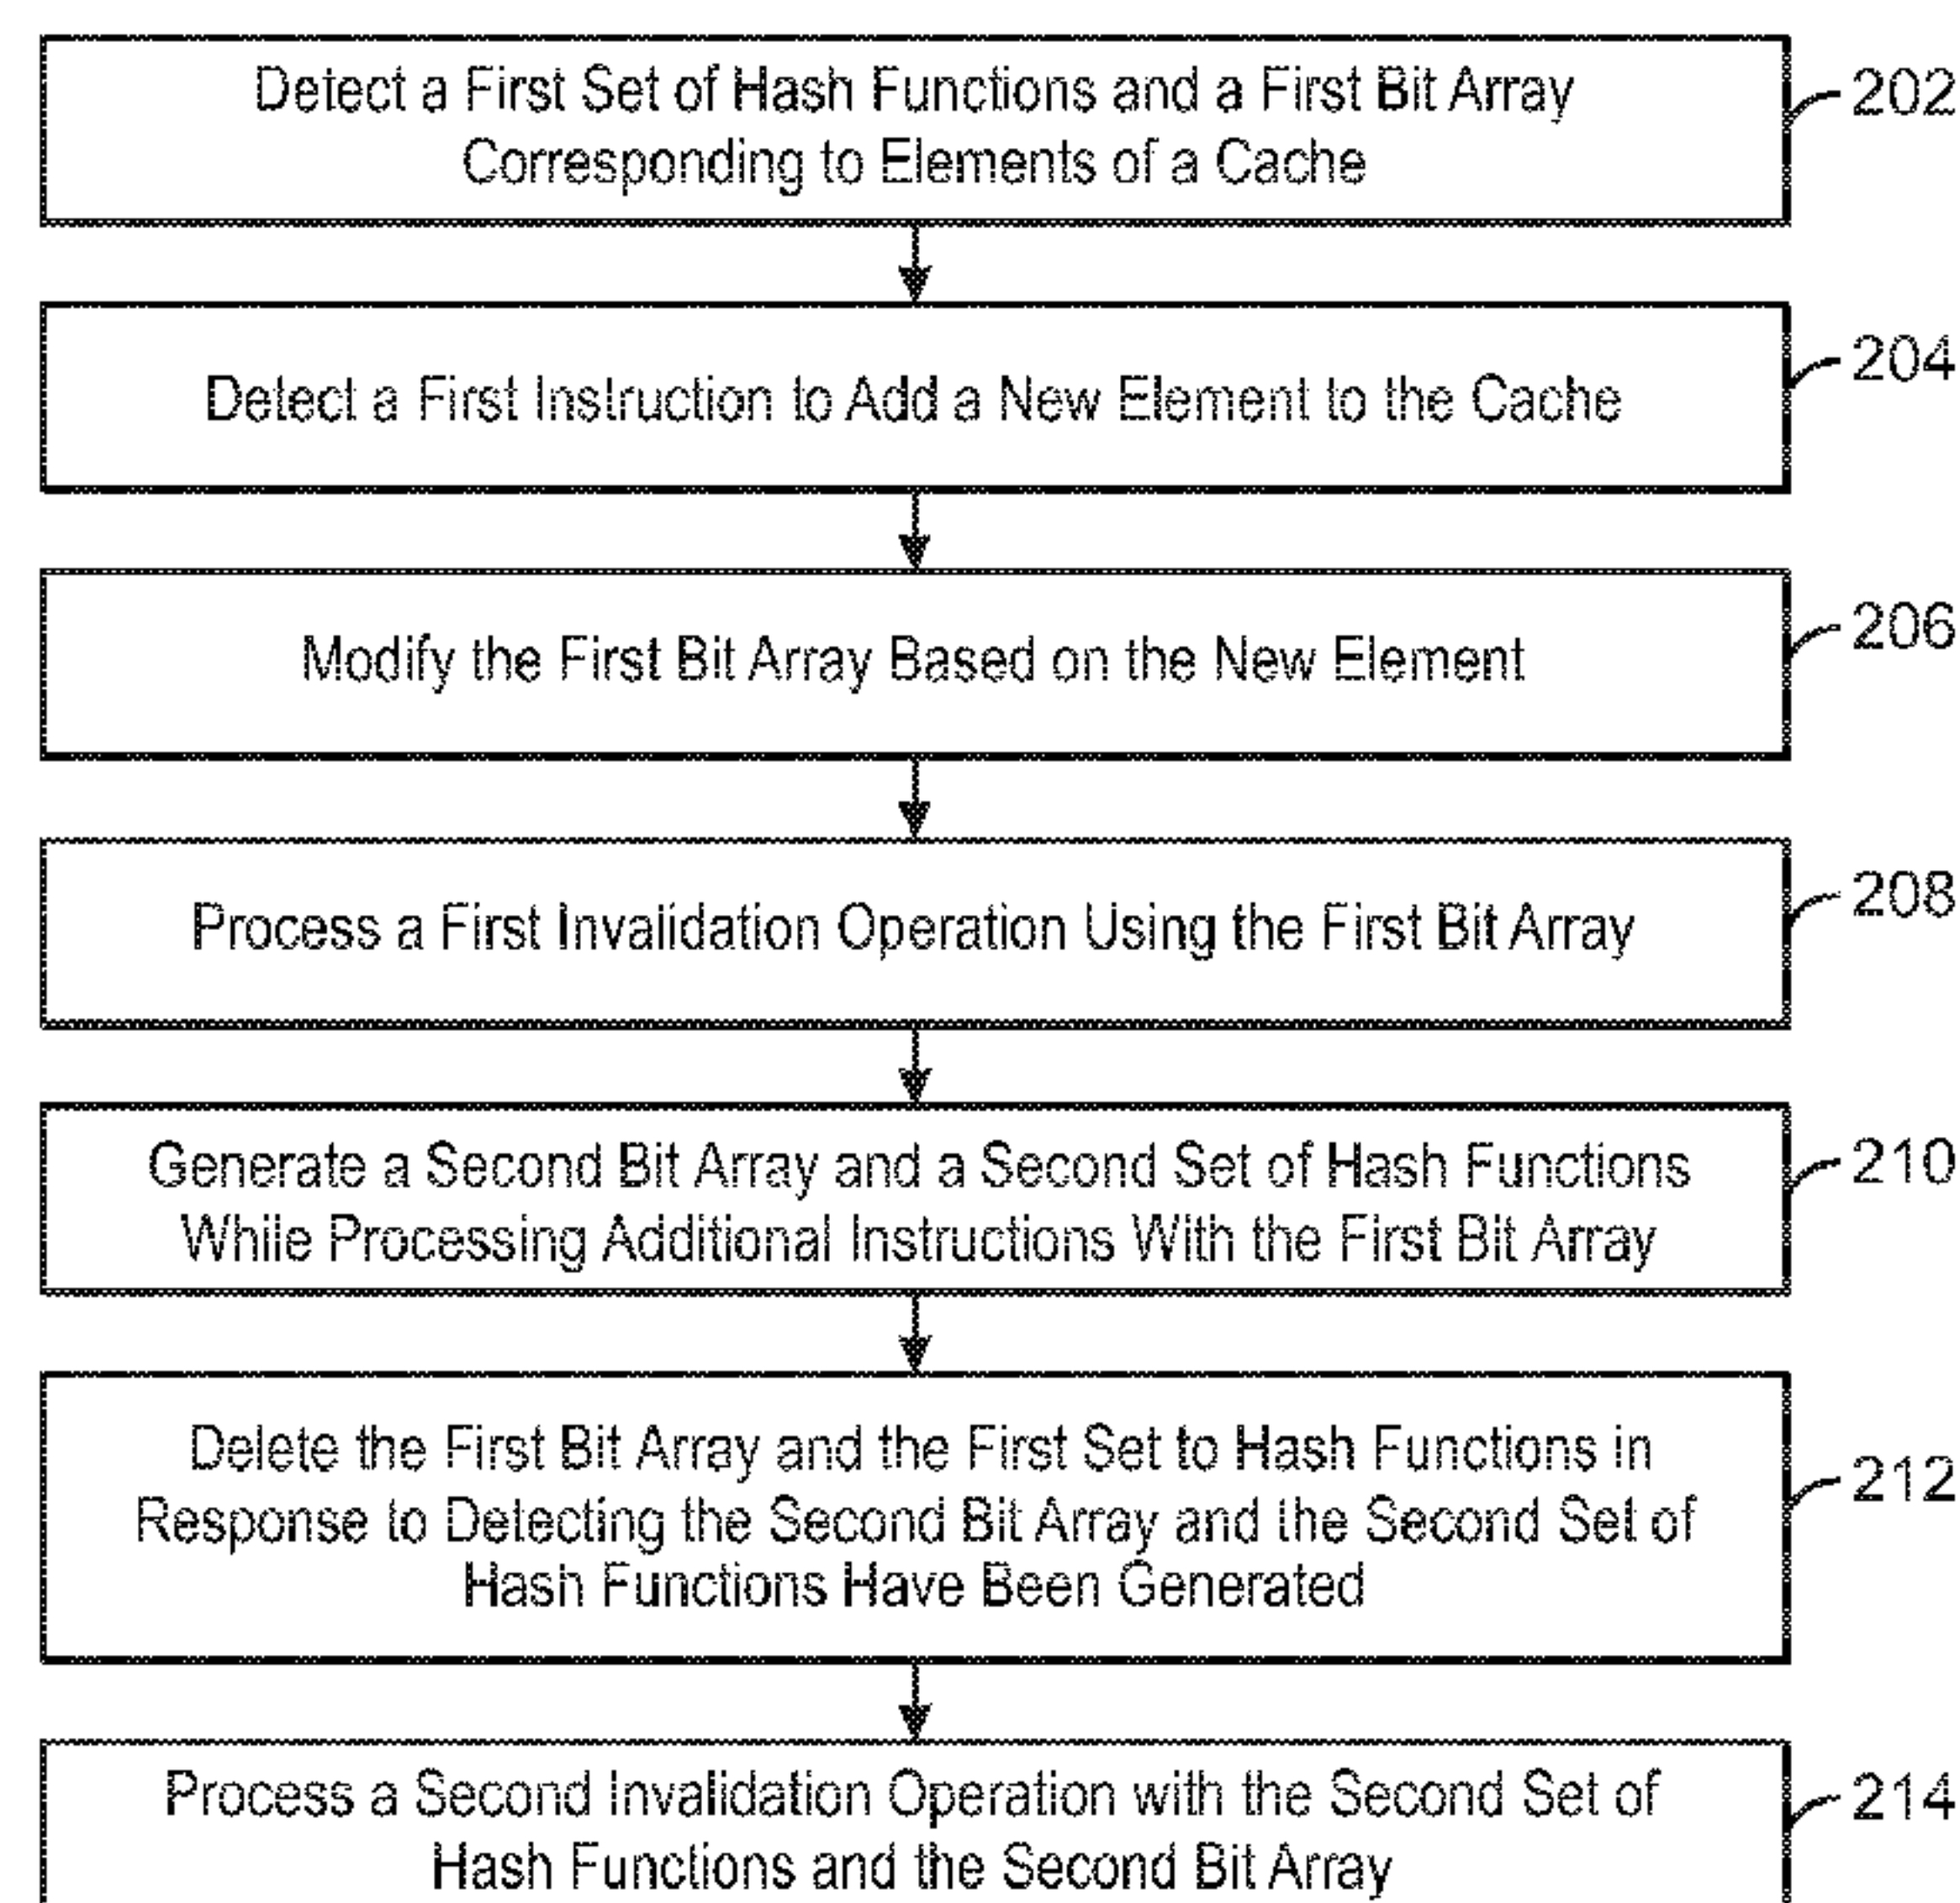 Detect a First Set of Hash Functions and a First Bit Array
Corresponding to Elements of a Cache
202
Detect a First Instruction to Add a New Element to the Cache
204
Modify the First Bit Array Based on the New Element
206
Process a First Invalidation Operation Using the First Bit Array
208
Generate a Second Bit Array and a Second Set of Hash Functions
While Processing Additional Instructions With the First Bit Array
210
Delete the First Bit Array and the First Set to Hash Functions in
Response to Detecting the Second Bit Array and the Second Set of
Hash Functions Have Been Generated
212
Process a Second Invalidation Operation with the Second Set of
Hash Functions and the Second Bit Array
214